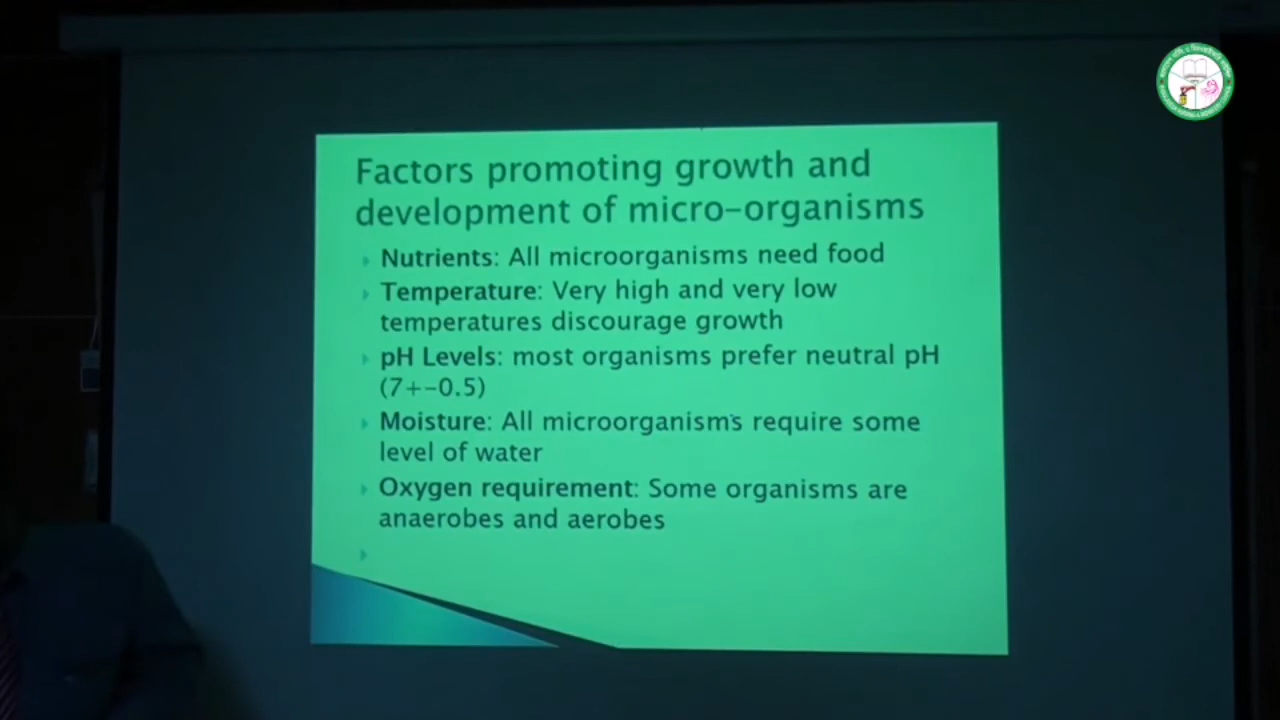 Factors promoting growth and
development of micro-organisms
Nutrients: All microorganisms need food
Temperature: Very high and very low
temperatures discourage growth
pH Levels: most organisms prefer neutral pH
(7+-0.5)
Moisture: All microorganisms require some
level of water
Oxygen requirement: Some organisms are
anaerobes and aerobes